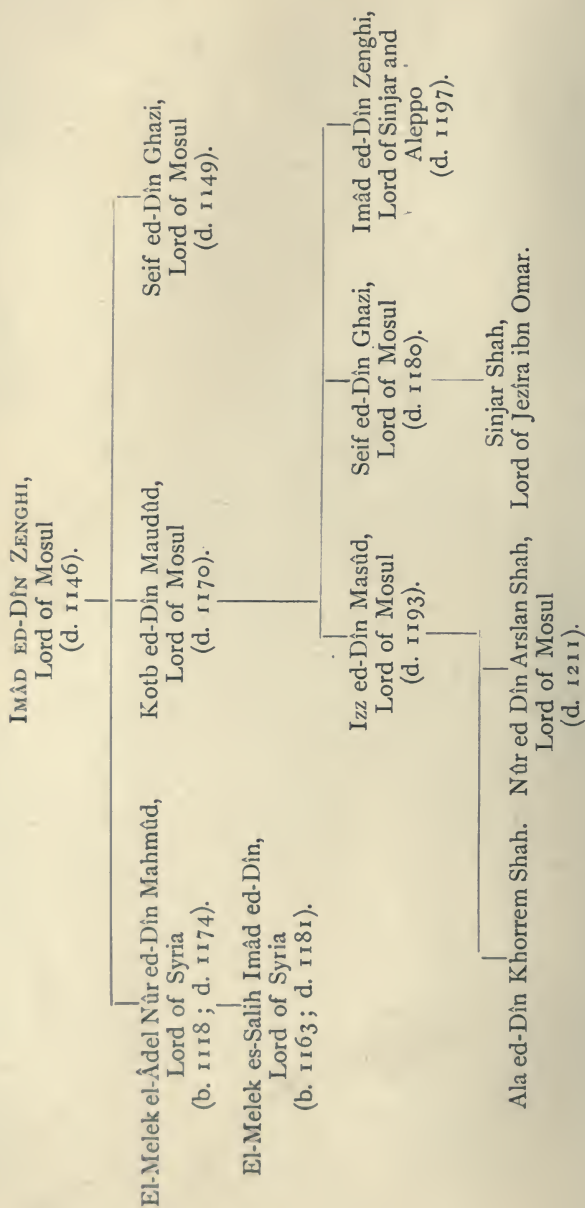 IMÂD ED-DÎN ZENGHI,
Lord of Mosul
(d. 1146).
El-Melek el-Âdel Nûr ed-Dîn Mahmûd,
Lord of Syria
(b. 1118; d. 1174).
Kotb ed-Dîn Maudûd,
Lord of Mosul
(d. 1170).
Seif ed-Dîn Ghazi,
Lord of Mosul
(d. 1149).
El-Melek es-Salih Imâd ed-Dîn,
Lord of Syria
(b. 1163; d. 1181).
Izz ed-Dîn Masûd,
Lord of Mosul
(d. 1193).
Seif ed-Dîn Ghazi,
Lord of Mosul
(d. 1180).
Imâd ed-Dîn Zenghi,
Lord of Sinjar and
Aleppo
(d. 1197).
Ala ed-Dîn Khorrem Shah.
Nûr ed Dîn Arslan Shah,
Lord of Mosul
(d. 1211).
Sinjar Shah,
Lord of Jezîra ibn Omar.